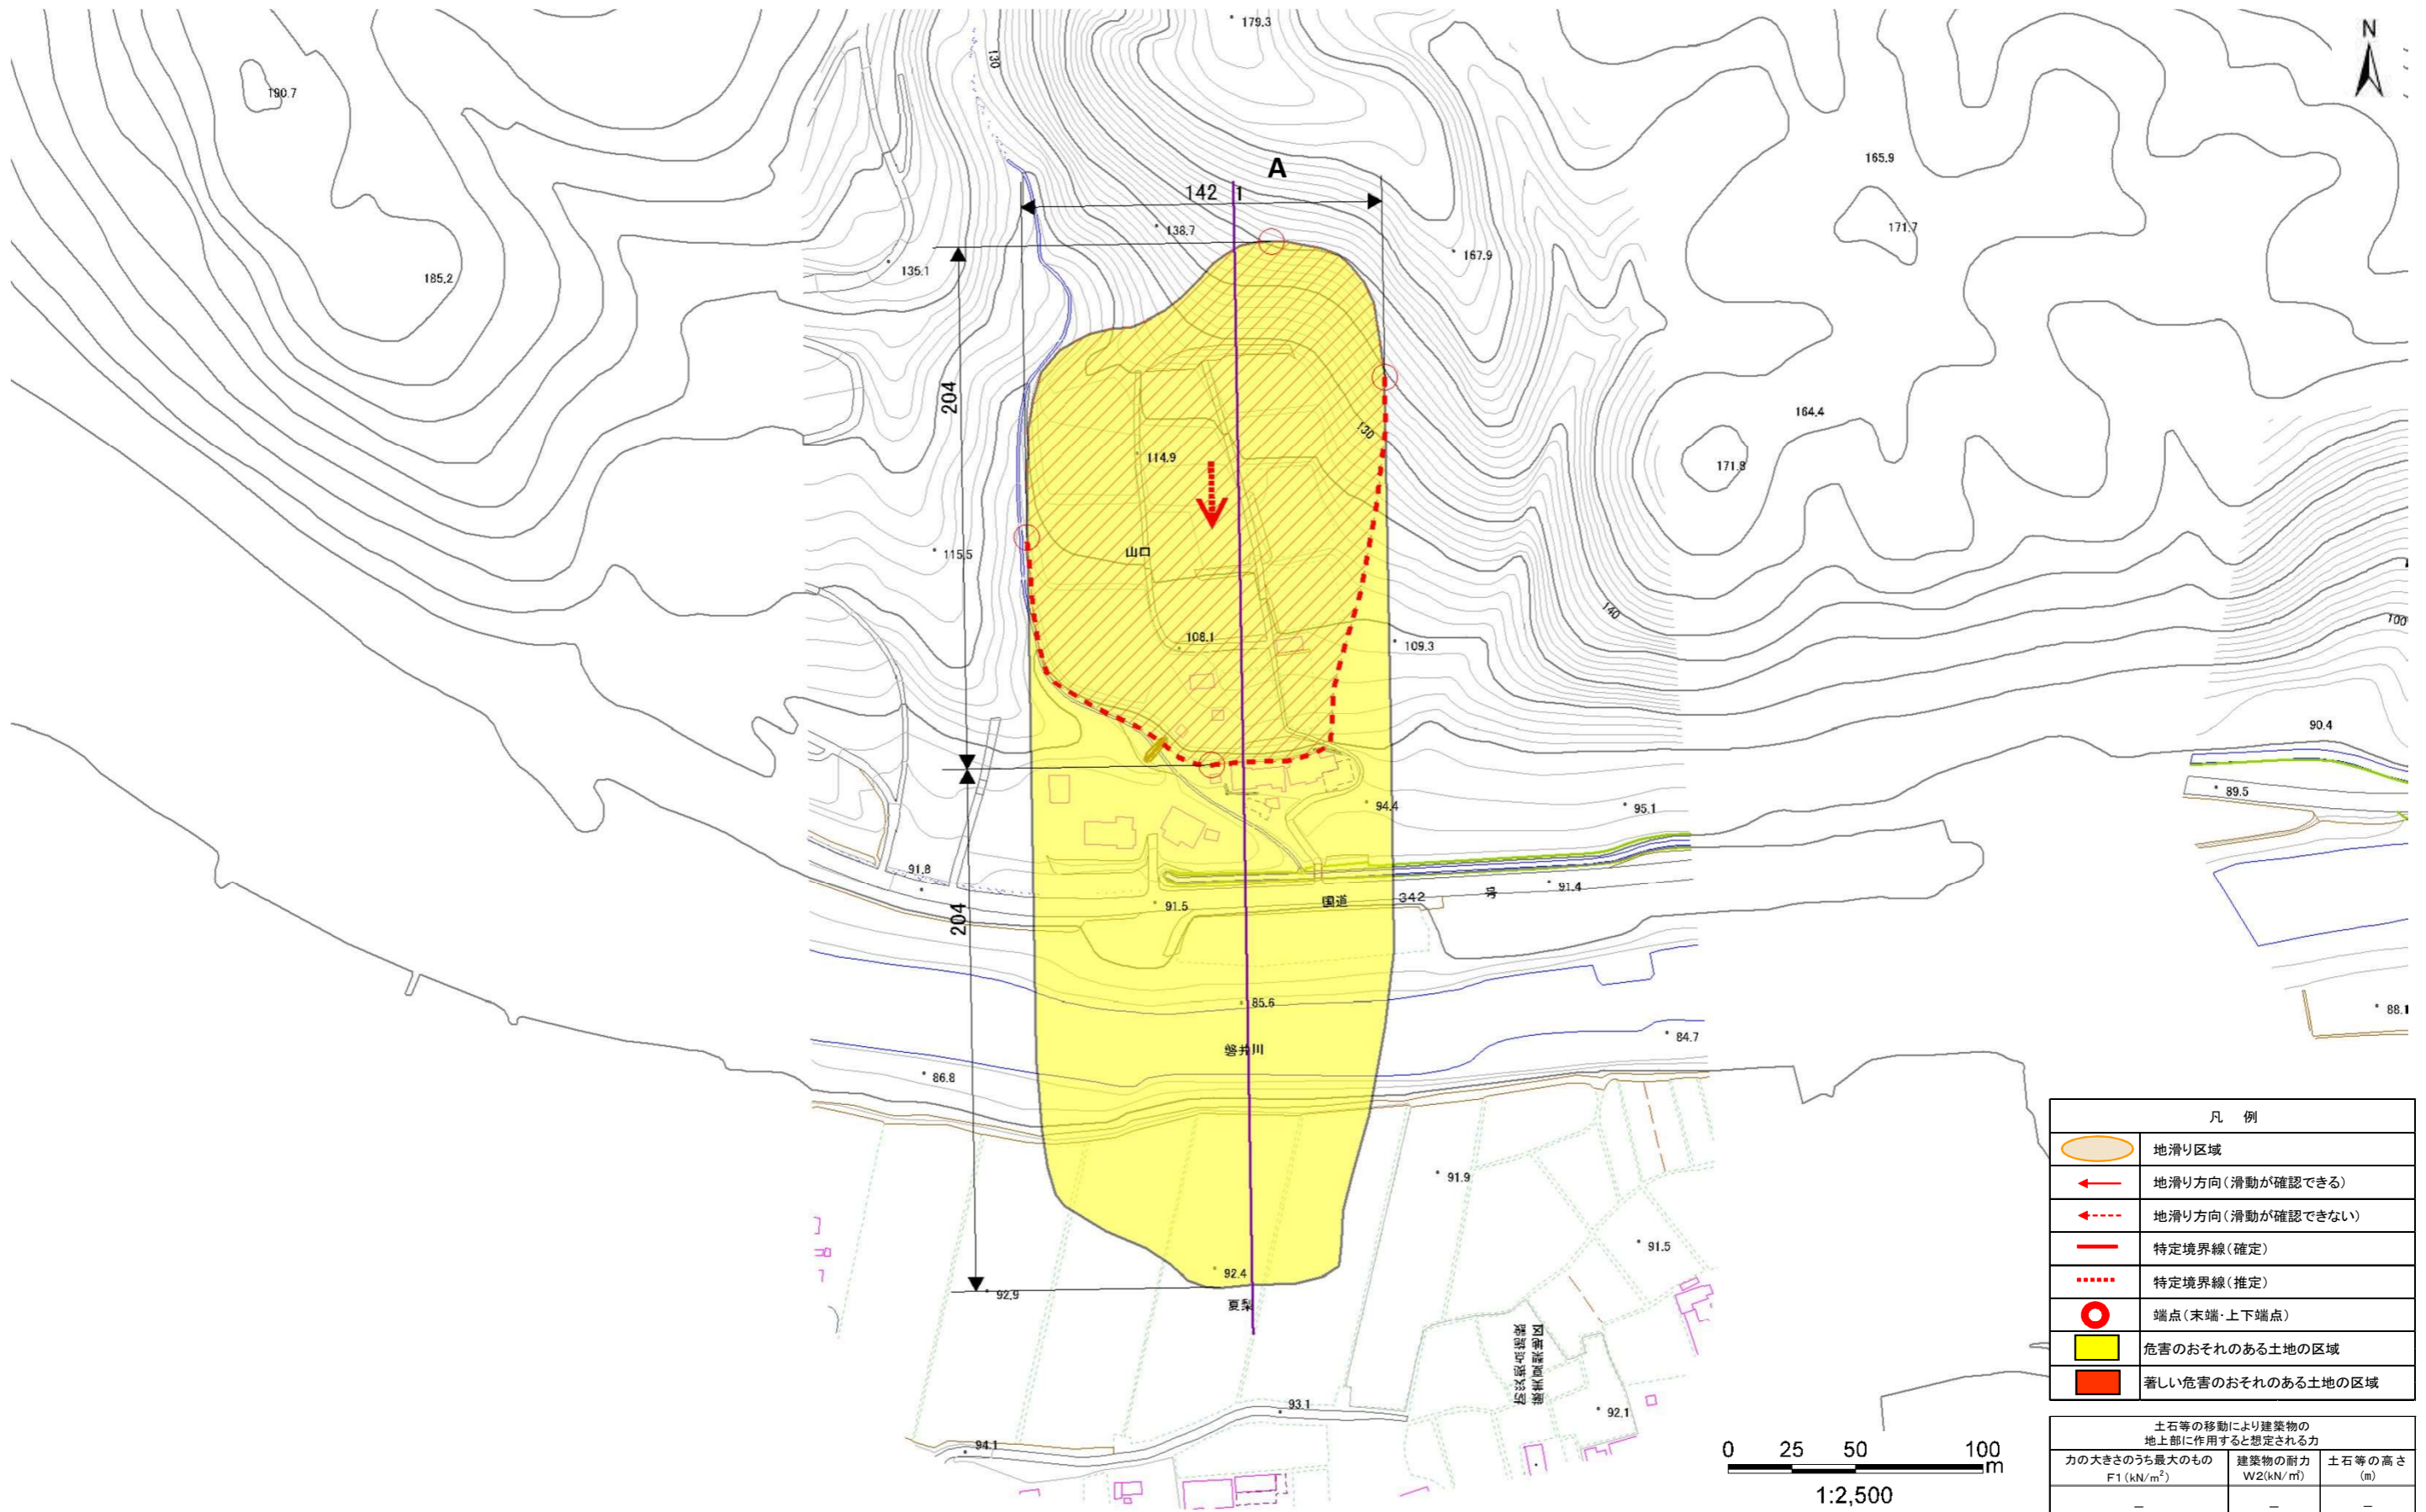 179.3
N
130
190.7
165.9
A
142
1
171.7
138.7
167.9
135.1
185.2
204
164.4
130
114.9
171.8
115.5
山口
140
100
108.1
109.3
90.4
94.4
95.1
89.5
91.8
91.4
国道 342 号
91.5
204
85.6
88.1
84.7
磐井川
86.8
91.9
91.5
92.4
92.9
夏梨
93.1
92.1
94.1
凡 例
地滑り区域
地滑り方向(滑動が確認できる)
地滑り方向(滑動が確認できない)
特定境界線(確定)
特定境界線(推定)
端点(末端・上下端点)
危害のおそれのある土地の区域
著しい危害のおそれのある土地の区域
土石等の移動により建築物の
地上部に作用すると想定される力
力の大きさのうち最大のもの
F1(kN/㎡)
建築物の耐力
W2(kN/㎡)
土石等の高さ
(m)
－ － －
0 25 50 100
m
1:2,500